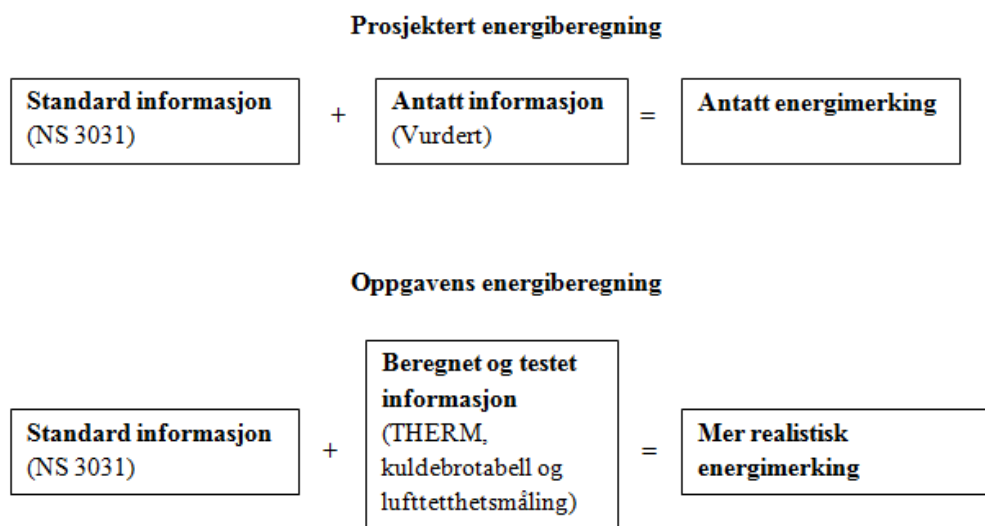 Prosjektert energiberegning
Standard informasjon
(NS 3031)
+
Antatt informasjon
(Vurdert)
=
Antatt energimerking
Oppgavens energiberegning
Standard informasjon
(NS 3031)
+
Beregnet og testet
informasjon
(THERM,
kuldebrotabell og
lufttetthetsmåling)
=
Mer realistisk
energimerking